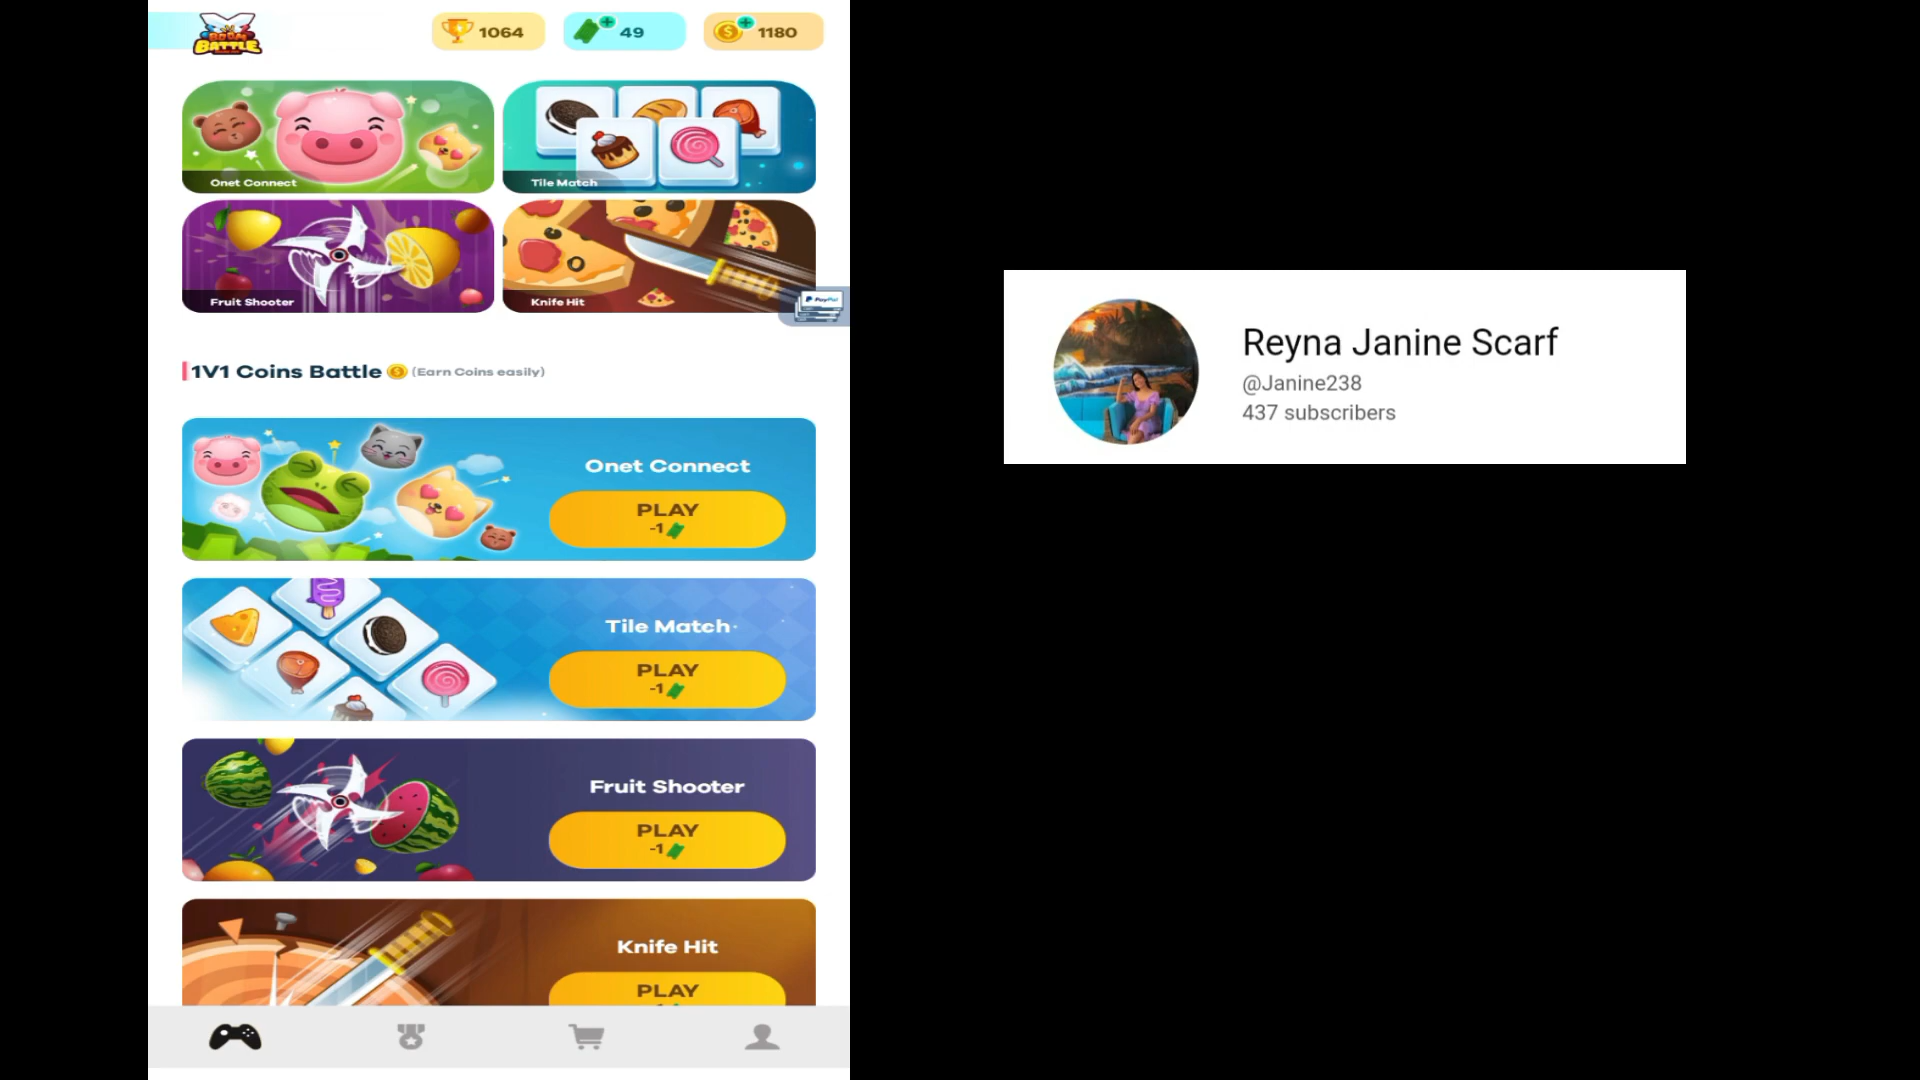 BOOM
BATTLE
1064
49
1180
Onet Connect
Tile Match
Fruit Shooter
Knife Hit
PayPal
1V1 Coins Battle (Earn Coins easily)
Onet Connect
PLAY
-1
Tile Match
PLAY
-1
Fruit Shooter
PLAY
-1
Knife Hit
PLAY
Reyna Janine Scarf
@Janine238
437 subscribers